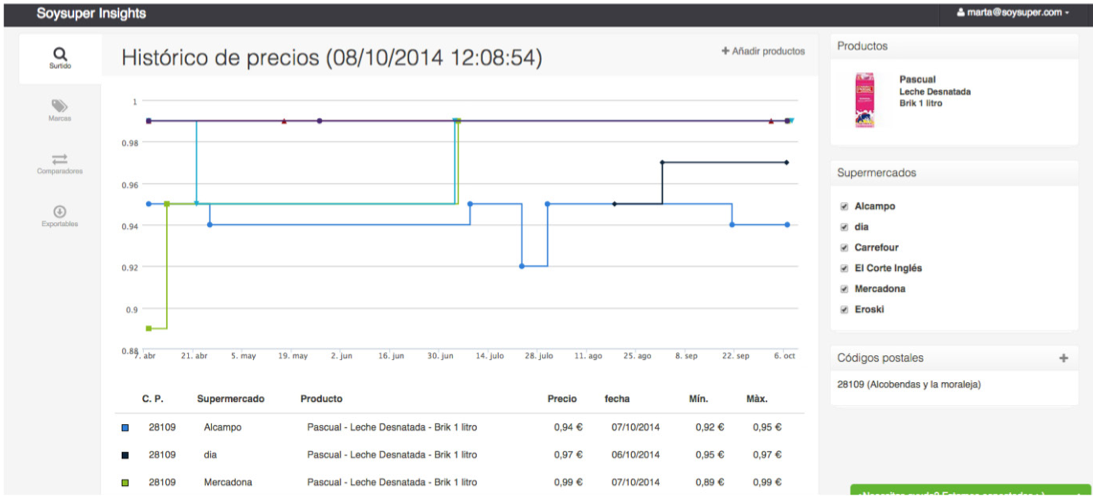 Soysuper Insights
marta@soysuper.com
Surtido
Marcas
Comparadores
Exportables
Histórico de precios (08/10/2014 12:08:54)
+ Añadir productos
1
0.98
0.96
0.94
0.92
0.9
0.88
7. abr 21. abr 5. may 19. may 2. jun 16. jun 30. jun 14. julo 28. julo 11. ago 25. ago 8. sep 22. sep 6. oct
C. P. Supermercado Producto Precio fecha Mín. Máx.
28109 Alcampo Pascual - Leche Desnatada - Brik 1 litro 0,94 € 07/10/2014 0,92 € 0,95 €
28109 dia Pascual - Leche Desnatada - Brik 1 litro 0,97 € 06/10/2014 0,95 € 0,97 €
28109 Mercadona Pascual - Leche Desnatada - Brik 1 litro 0,99 € 07/10/2014 0,89 € 0,99 €
Productos
Pascual
Leche Desnatada
Brik 1 litro
Supermercados
Alcampo
dia
Carrefour
El Corte Inglés
Mercadona
Eroski
Códigos postales +
28109 (Alcobendas y la moraleja)